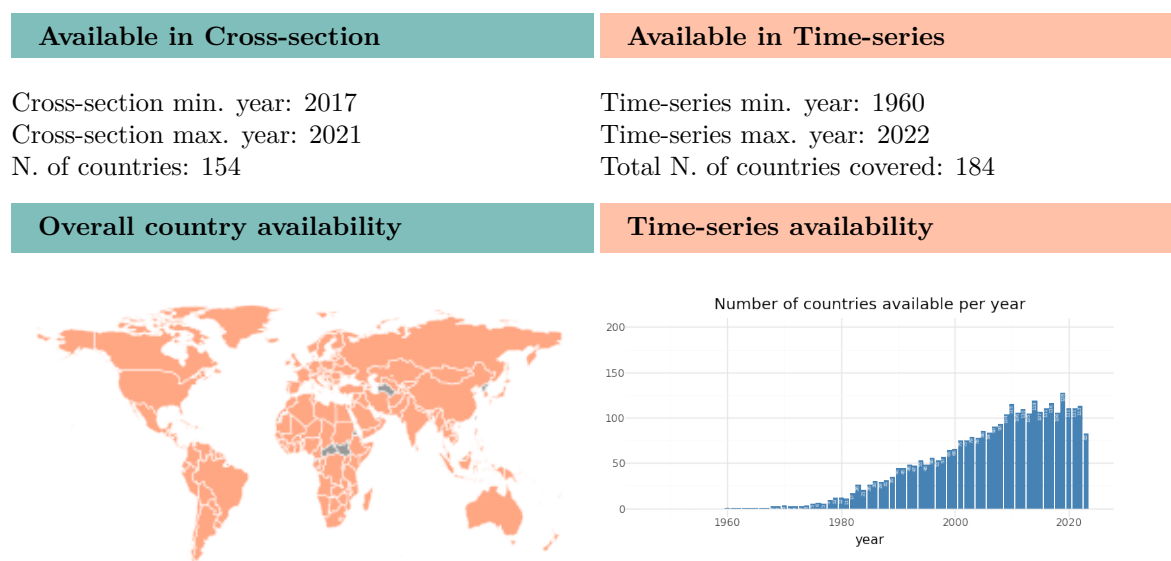 Available in Cross-section
Cross-section min. year: 2017
Cross-section max. year: 2021
N. of countries: 154
Available in Time-series
Time-series min. year: 1960
Time-series max. year: 2022
Total N. of countries covered: 184
Overall country availability
Time-series availability
Number of countries available per year
200
150
100
50
0
1960 1980 2000 2020
year